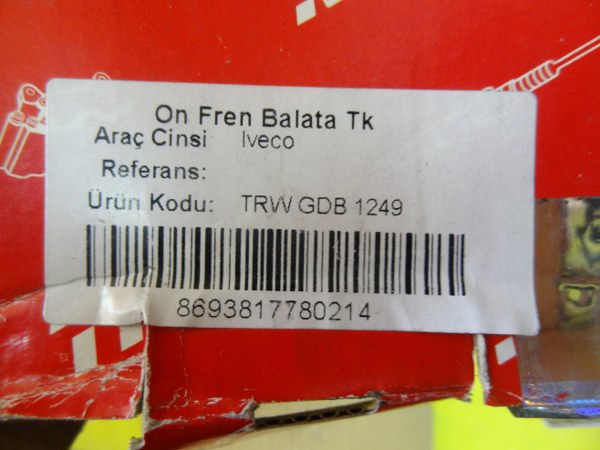 On Fren Balata Tk
Araç Cinsi Iveco
Referans:
Ürün Kodu: TRW GDB 1249
8693817780214